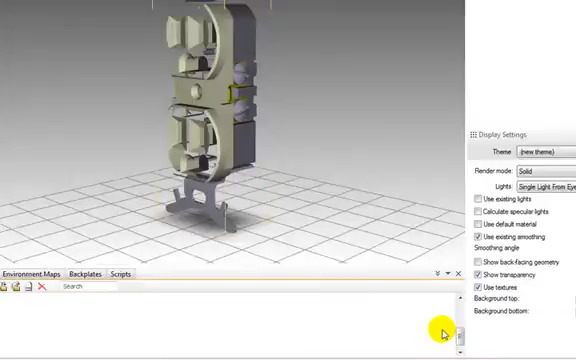 Display Settings
Theme (new theme)
Render mode: Solid
Lights: Single Light From Eye
Use existing lights
Calculate specular lights
Use default material
Use existing smoothing
Smoothing angle
Show back-facing geometry
Show transparency
Use textures
Background top:
Background bottom:
Environment Maps Backplates Scripts
Search